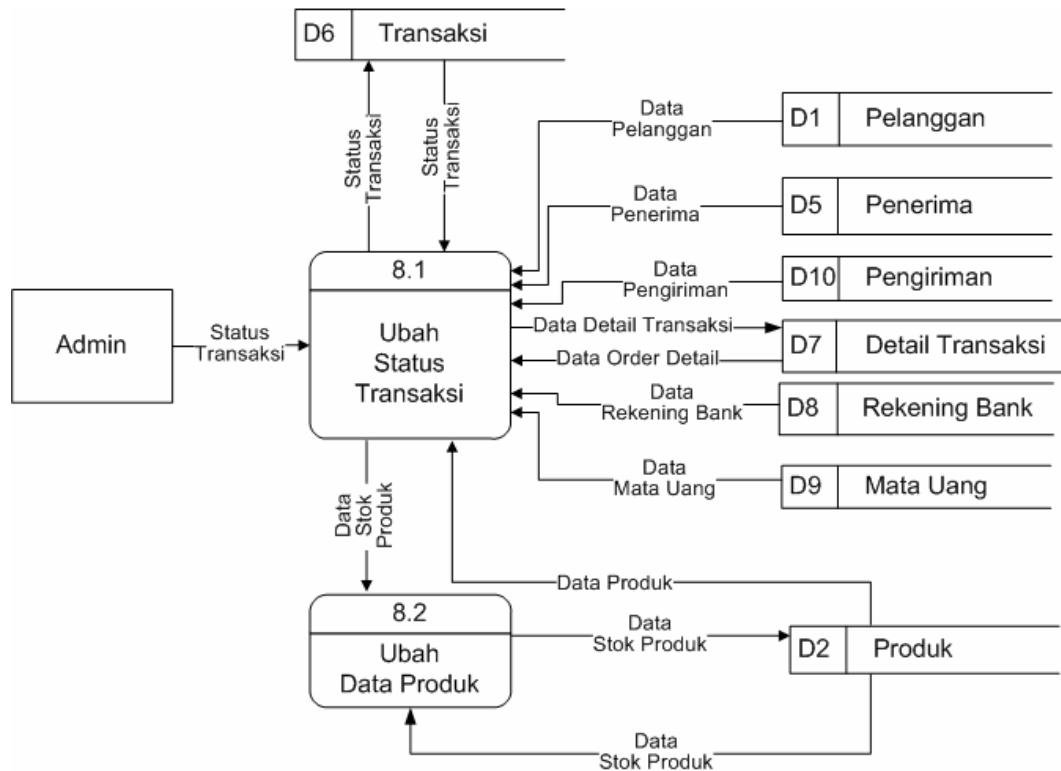 D6 Transaksi
Status
Transaksi
Status
Transaksi
Data
Pelanggan
D1 Pelanggan
Data
Penerima
D5 Penerima
Data
Pengiriman
D10 Pengiriman
8.1
Ubah
Status
Transaksi
Admin
Status
Transaksi
Data Detail Transaksi
Data Order Detail
D7 Detail Transaksi
Data
Rekening Bank
D8 Rekening Bank
Data
Mata Uang
D9 Mata Uang
Data
Stok
Produk
Data Produk
8.2
Ubah
Data Produk
Data
Stok Produk
D2 Produk
Data
Stok Produk